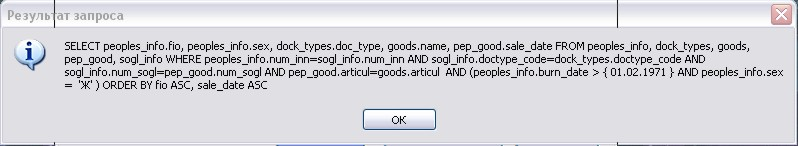 Результат запроса
SELECT peoples_info.fio, peoples_info.sex, dock_types.doc_type, goods.name, pep_good.sale_date FROM peoples_info, dock_types, goods,
pep_good, sogl_info WHERE peoples_info.num_inn=sogl_info.num_inn AND sogl_info.doctype_code=dock_types.doctype_code AND
sogl_info.num_sogl=pep_good.num_sogl AND pep_good.articul=goods.articul  AND (peoples_info.burn_date > { 01.02.1971 } AND peoples_info.sex
= 'Ж' ) ORDER BY fio ASC, sale_date ASC
OK